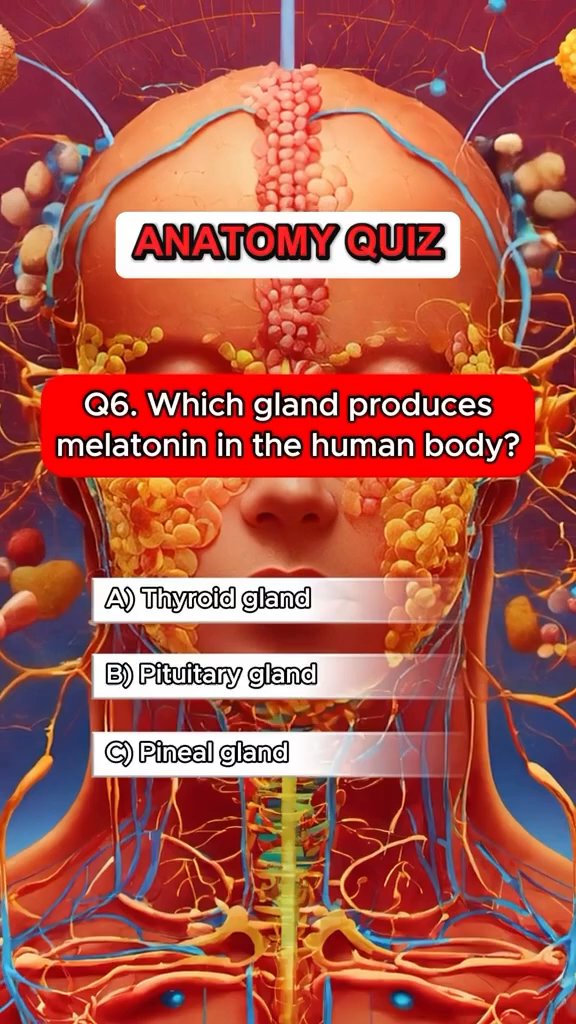 ANATOMY QUIZ
Q6. Which gland produces
melatonin in the human body?
A) Thyroid gland
B) Pituitary gland
C) Pineal gland